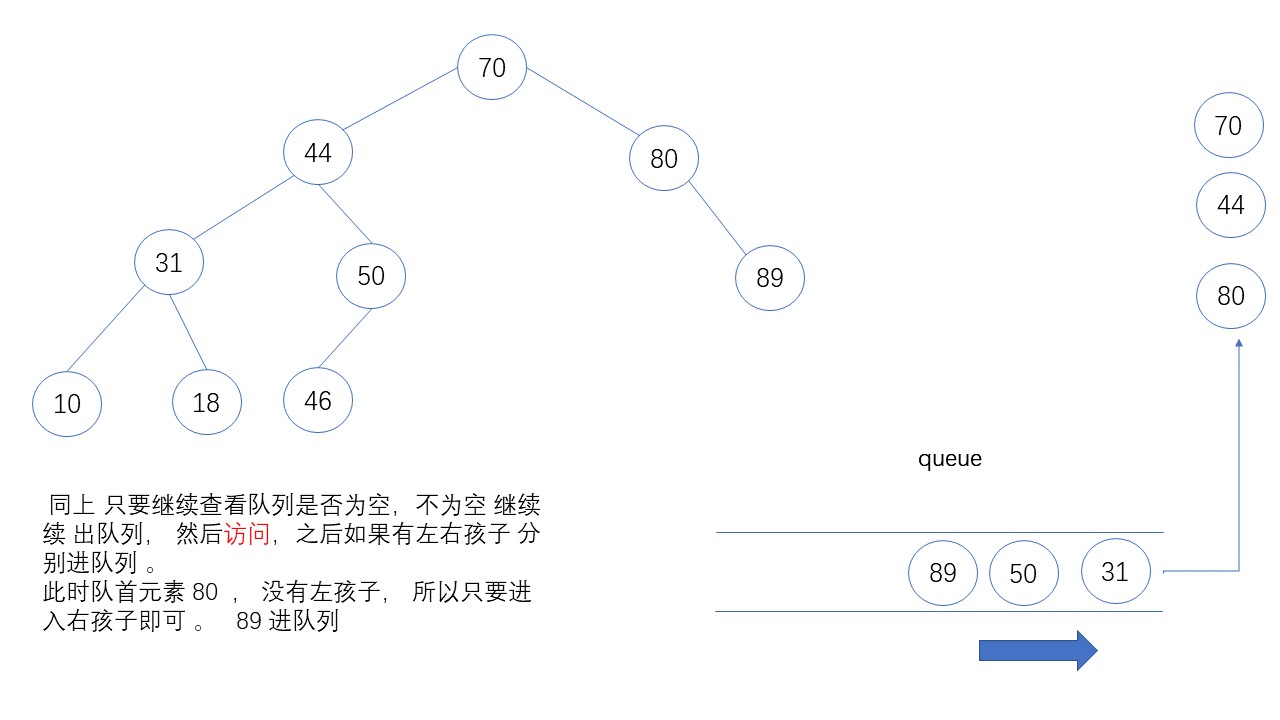 70
44
80
31
50
89
10
18
46
70
44
80
queue
89
50
31
同上 只要继续查看队列是否为空，不为空 继续
续 出队列， 然后访问，之后如果有左右孩子 分
别进队列 。
此时队首元素 80 ， 没有左孩子， 所以只要进
入右孩子即可 。 89 进队列